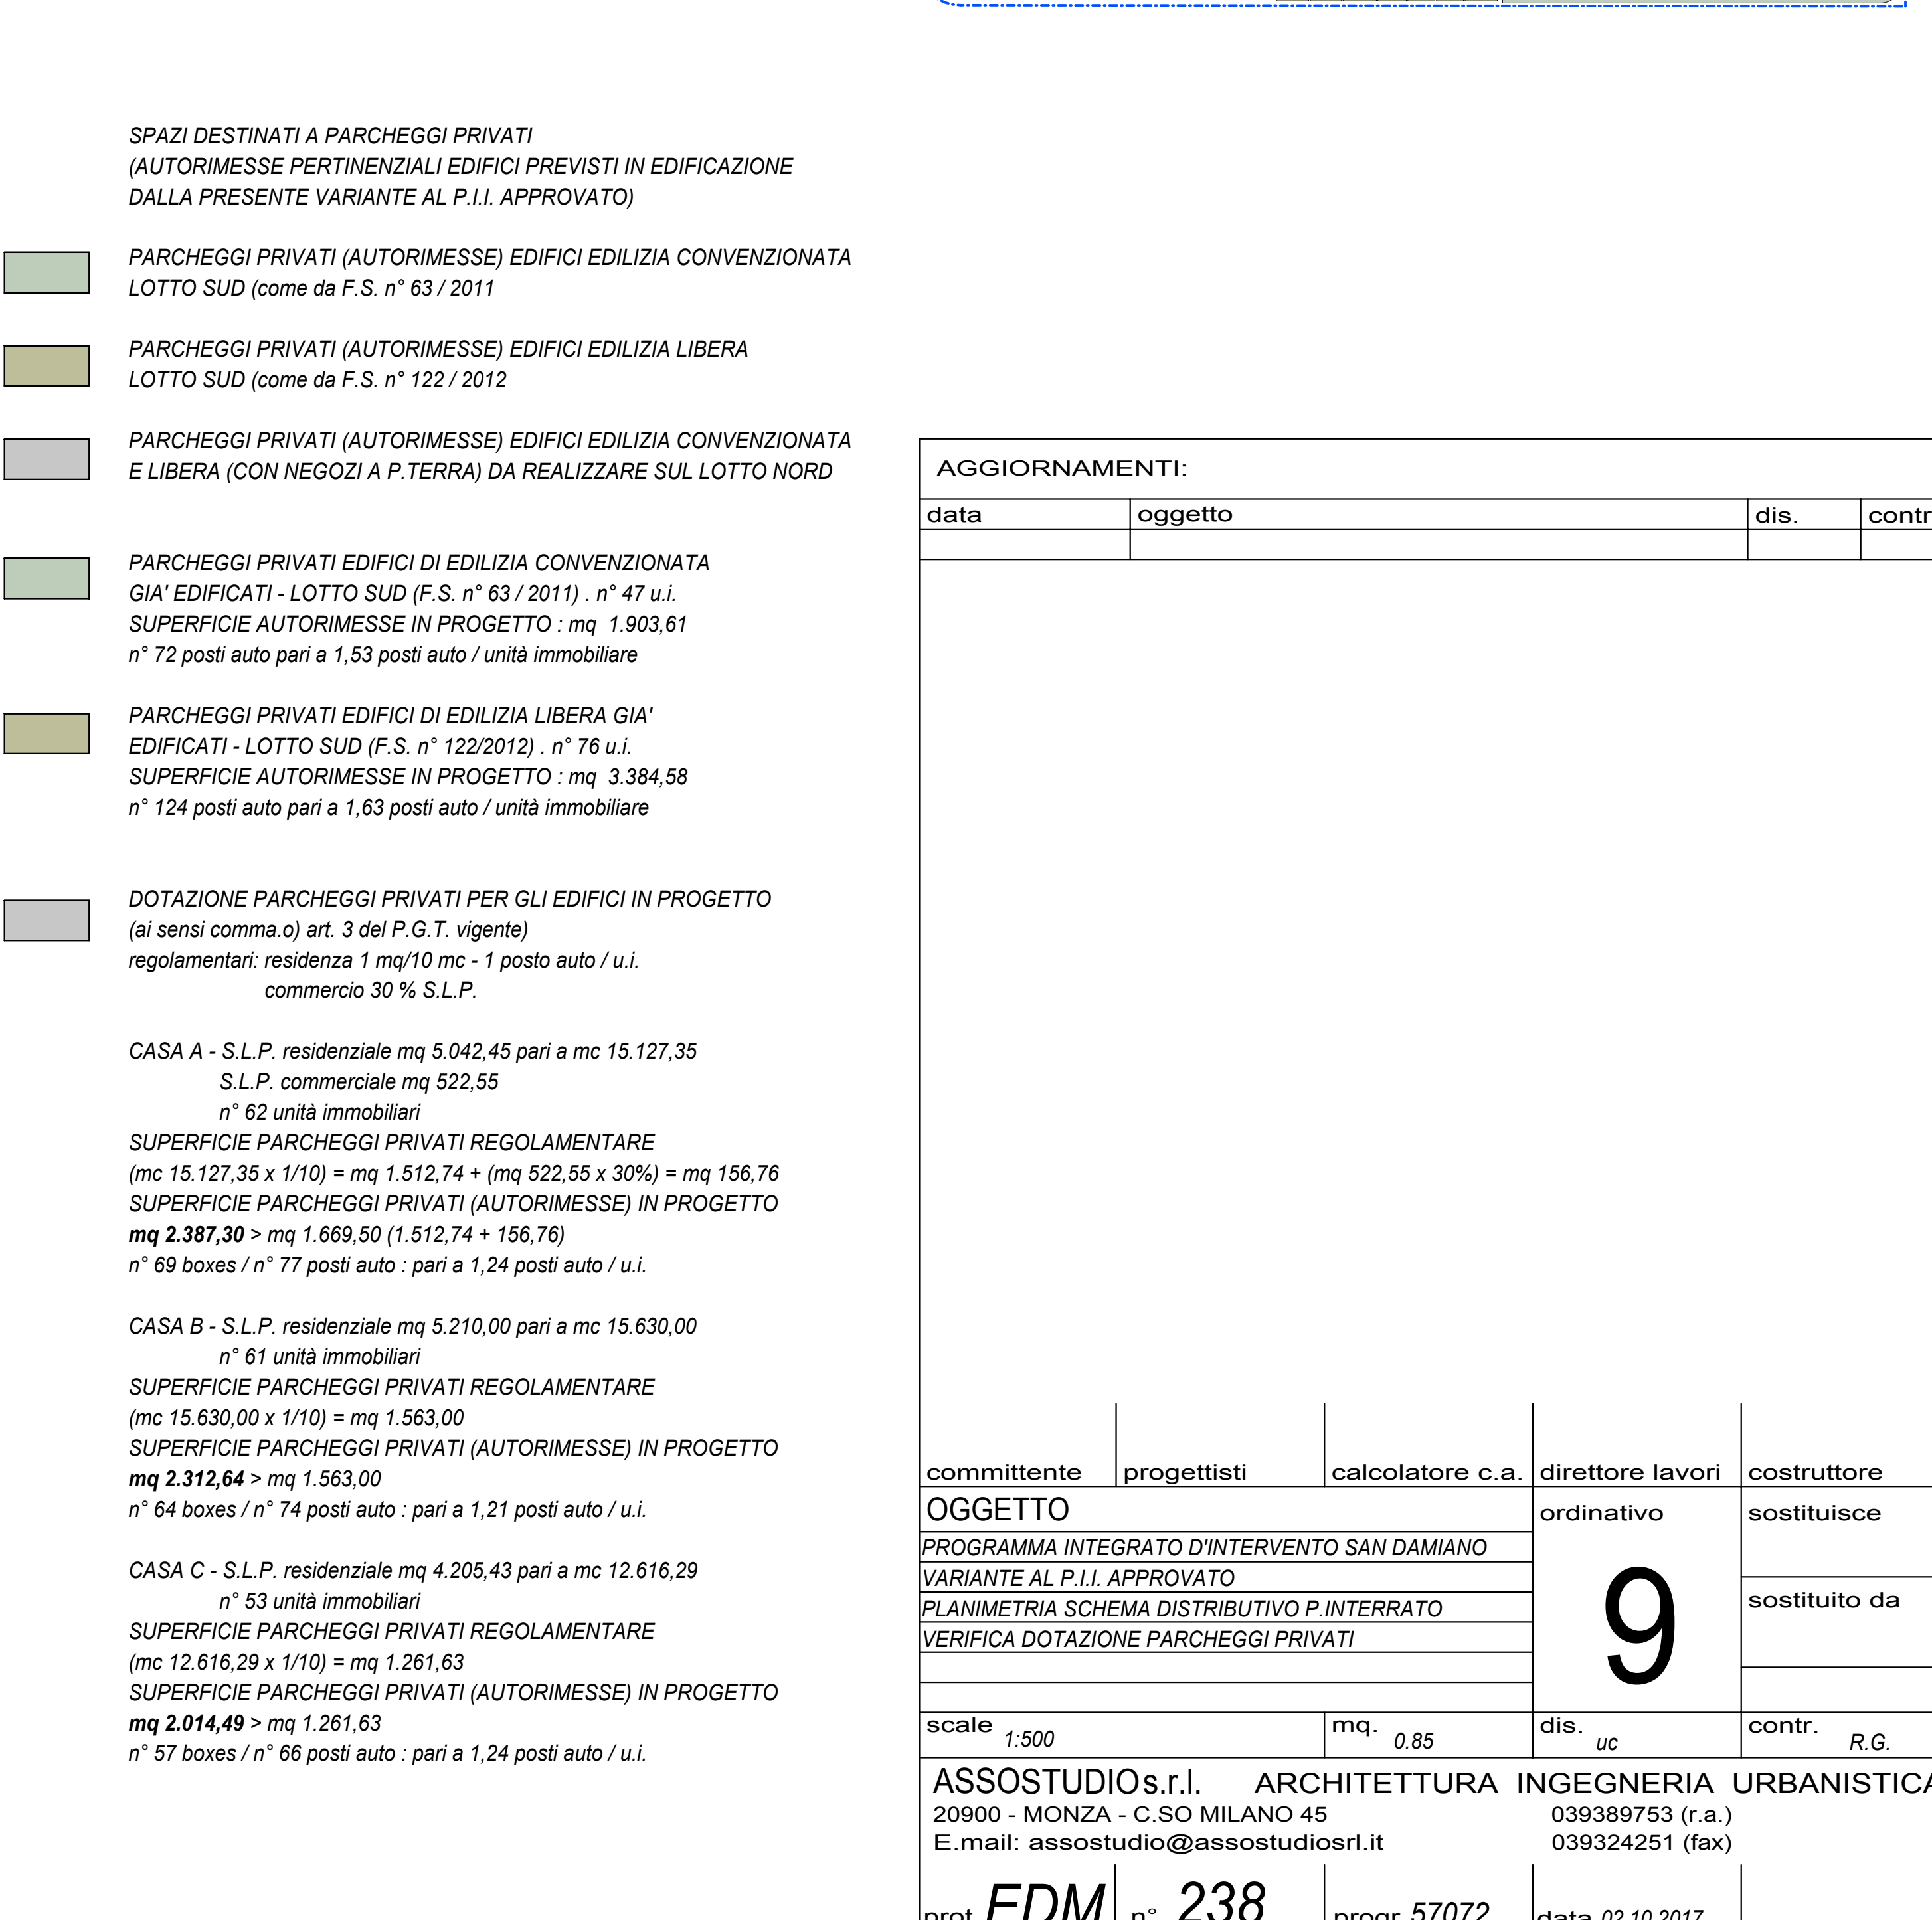 SPAZI DESTINATI A PARCHEGGI PRIVATI
(AUTORIMESSE PERTINENZIALI EDIFICI PREVISTI IN EDIFICAZIONE
DALLA PRESENTE VARIANTE AL P.I.I. APPROVATO)
PARCHEGGI PRIVATI (AUTORIMESSE) EDIFICI EDILIZIA CONVENZIONATA
LOTTO SUD (come da F.S. n° 63 / 2011
PARCHEGGI PRIVATI (AUTORIMESSE) EDIFICI EDILIZIA LIBERA
LOTTO SUD (come da F.S. n° 122 / 2012
PARCHEGGI PRIVATI (AUTORIMESSE) EDIFICI EDILIZIA CONVENZIONATA
E LIBERA (CON NEGOZI A P.TERRA) DA REALIZZARE SUL LOTTO NORD
PARCHEGGI PRIVATI EDIFICI DI EDILIZIA CONVENZIONATA
GIA' EDIFICATI - LOTTO SUD (F.S. n° 63 / 2011) . n° 47 u.i.
SUPERFICIE AUTORIMESSE IN PROGETTO : mq 1.903,61
n° 72 posti auto pari a 1,53 posti auto / unità immobiliare
PARCHEGGI PRIVATI EDIFICI DI EDILIZIA LIBERA GIA'
EDIFICATI - LOTTO SUD (F.S. n° 122/2012) . n° 76 u.i.
SUPERFICIE AUTORIMESSE IN PROGETTO : mq 3.384,58
n° 124 posti auto pari a 1,63 posti auto / unità immobiliare
DOTAZIONE PARCHEGGI PRIVATI PER GLI EDIFICI IN PROGETTO
(ai sensi comma.o) art. 3 del P.G.T. vigente)
regolamentari: residenza 1 mq/10 mc - 1 posto auto / u.i.
commercio 30 % S.L.P.
CASA A - S.L.P. residenziale mq 5.042,45 pari a mc 15.127,35
S.L.P. commerciale mq 522,55
n° 62 unità immobiliari
SUPERFICIE PARCHEGGI PRIVATI REGOLAMENTARE
(mc 15.127,35 x 1/10) = mq 1.512,74 + (mq 522,55 x 30%) = mq 156,76
SUPERFICIE PARCHEGGI PRIVATI (AUTORIMESSE) IN PROGETTO
mq 2.387,30 > mq 1.669,50 (1.512,74 + 156,76)
n° 69 boxes / n° 77 posti auto : pari a 1,24 posti auto / u.i.
CASA B - S.L.P. residenziale mq 5.210,00 pari a mc 15.630,00
n° 61 unità immobiliari
SUPERFICIE PARCHEGGI PRIVATI REGOLAMENTARE
(mc 15.630,00 x 1/10) = mq 1.563,00
SUPERFICIE PARCHEGGI PRIVATI (AUTORIMESSE) IN PROGETTO
mq 2.312,64 > mq 1.563,00
n° 64 boxes / n° 74 posti auto : pari a 1,21 posti auto / u.i.
CASA C - S.L.P. residenziale mq 4.205,43 pari a mc 12.616,29
n° 53 unità immobiliari
SUPERFICIE PARCHEGGI PRIVATI REGOLAMENTARE
(mc 12.616,29 x 1/10) = mq 1.261,63
SUPERFICIE PARCHEGGI PRIVATI (AUTORIMESSE) IN PROGETTO
mq 2.014,49 > mq 1.261,63
n° 57 boxes / n° 66 posti auto : pari a 1,24 posti auto / u.i.
AGGIORNAMENTI:
data oggetto dis. contr
committente progettisti calcolatore c.a. direttore lavori costruttore
OGGETTO ordinativo sostituisce
PROGRAMMA INTEGRATO D'INTERVENTO SAN DAMIANO
VARIANTE AL P.I.I. APPROVATO
PLANIMETRIA SCHEMA DISTRIBUTIVO P.INTERRATO
VERIFICA DOTAZIONE PARCHEGGI PRIVATI
9
sostituito da
scale 1:500 mq. 0.85 dis. uc contr. R.G.
ASSOSTUDIO s.r.l. ARCHITETTURA INGEGNERIA URBANISTICA
20900 - MONZA - C.SO MILANO 45 039389753 (r.a.)
E.mail: assostudio@assostudiosrl.it 039324251 (fax)
prot. EDM n° 238 progr. 57072 data 02.10.2017